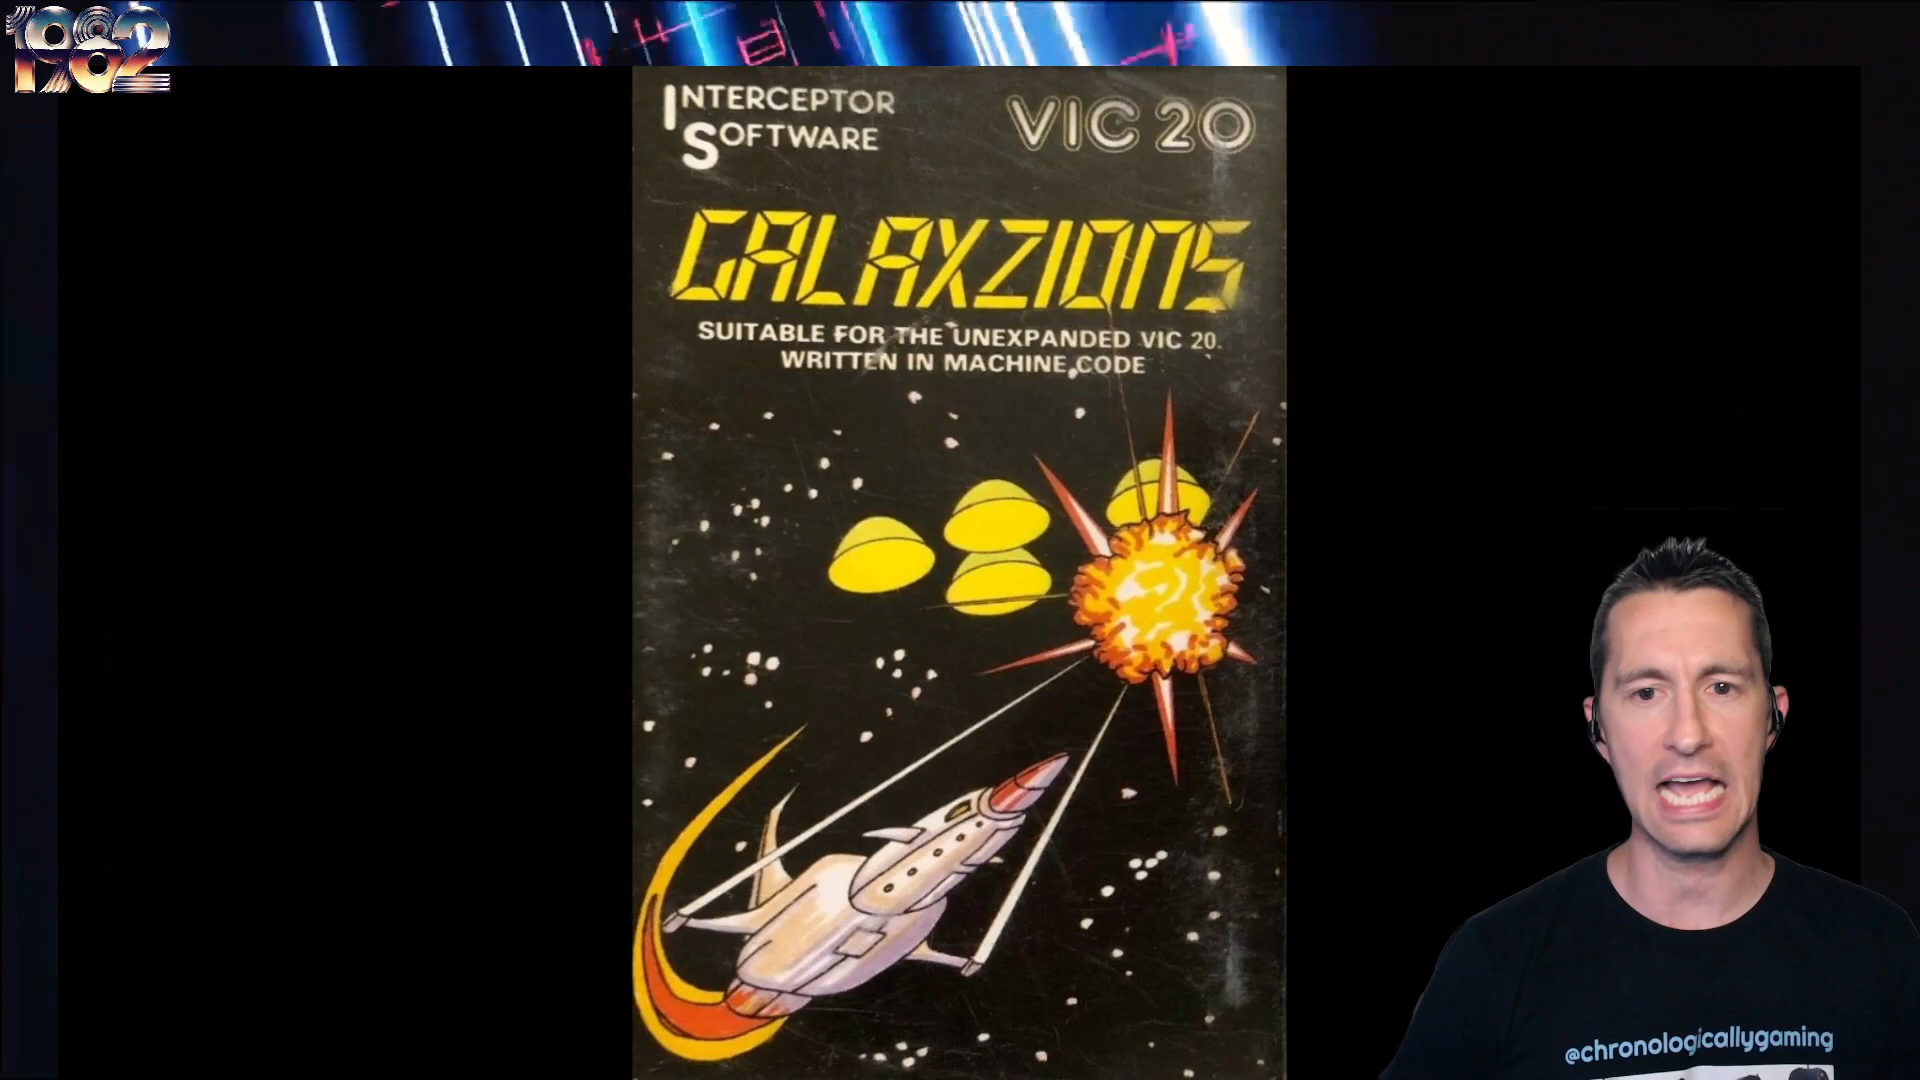 1982
INTERCEPTOR
SOFTWARE
VIC 20
GALAXZIONS
SUITABLE FOR THE UNEXPANDED VIC 20.
WRITTEN IN MACHINE CODE
@chronologicallygaming